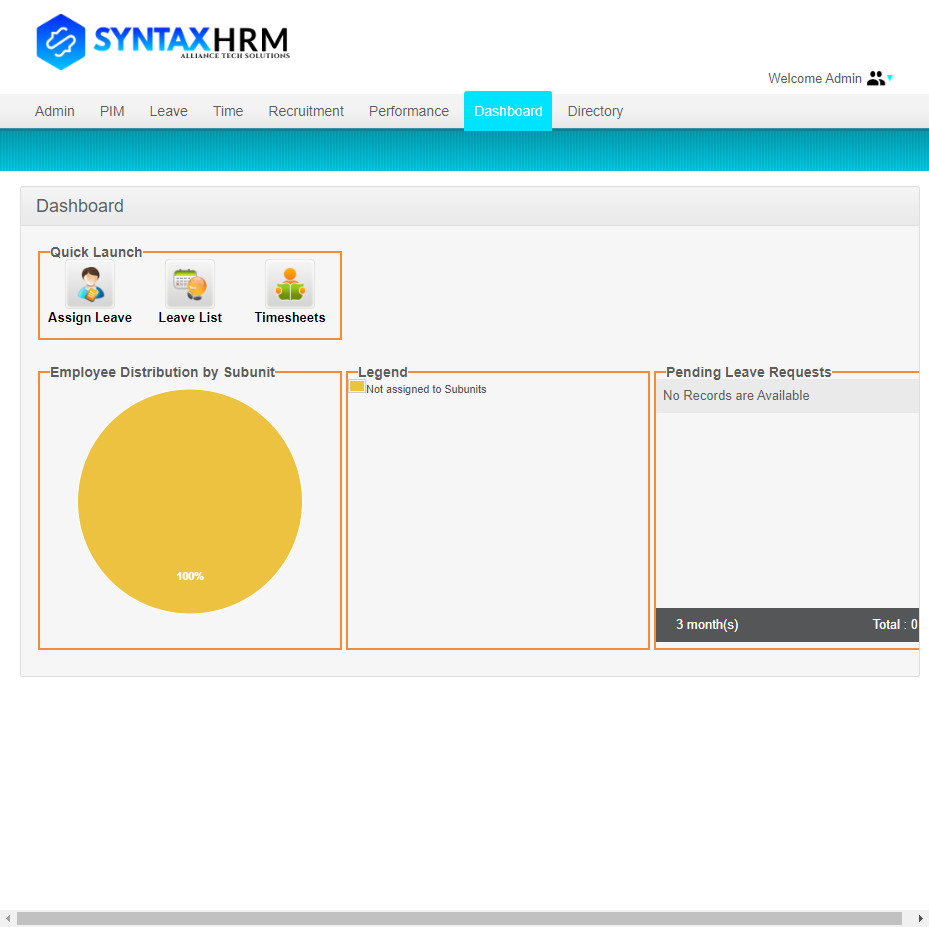 SYNTAXHRM
ALLIANCE TECH SOLUTIONS
Welcome Admin
Admin PIM Leave Time Recruitment Performance Dashboard Directory
Dashboard
Quick Launch
Assign Leave Leave List Timesheets
Employee Distribution by Subunit
100%
Legend
Not assigned to Subunits
Pending Leave Requests
No Records are Available
3 month(s) Total : 0